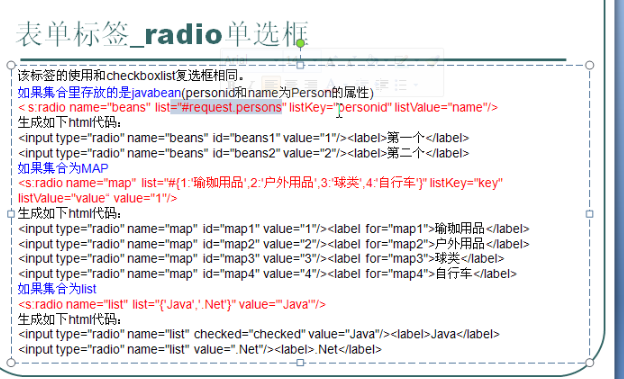 表单标签_radio单选框
该标签的使用和checkboxlist复选框相同。
如果集合里存放的是javabean(personid和name为Person的属性)
<s:radio name="beans" list="#request.persons" listKey="personid" listValue="name"/>
生成如下html代码：
<input type="radio" name="beans" id="beans1" value="1"/><label>第一个</label>
<input type="radio" name="beans" id="beans2" value="2"/><label>第二个</label>
如果集合为MAP
<s:radio name="map" list="#{1:'瑜珈用品',2:'户外用品',3:'球类',4:'自行车'}" listKey="key"
listValue="value“ value="1"/>
生成如下html代码：
<input type="radio" name="map" id="map1" value="1"/><label for="map1">瑜珈用品</label>
<input type="radio" name="map" id="map2" value="2"/><label for="map2">户外用品</label>
<input type="radio" name="map" id="map3" value="3"/><label for="map3">球类</label>
<input type="radio" name="map" id="map4" value="4"/><label for="map4">自行车</label>
如果集合为list
<s:radio name="list" list="{'Java','.Net'}" value="'Java'"/>
生成如下html代码：
<input type="radio" name="list" checked="checked" value="Java"/><label>Java</label>
<input type="radio" name="list" value=".Net"/><label>.Net</label>